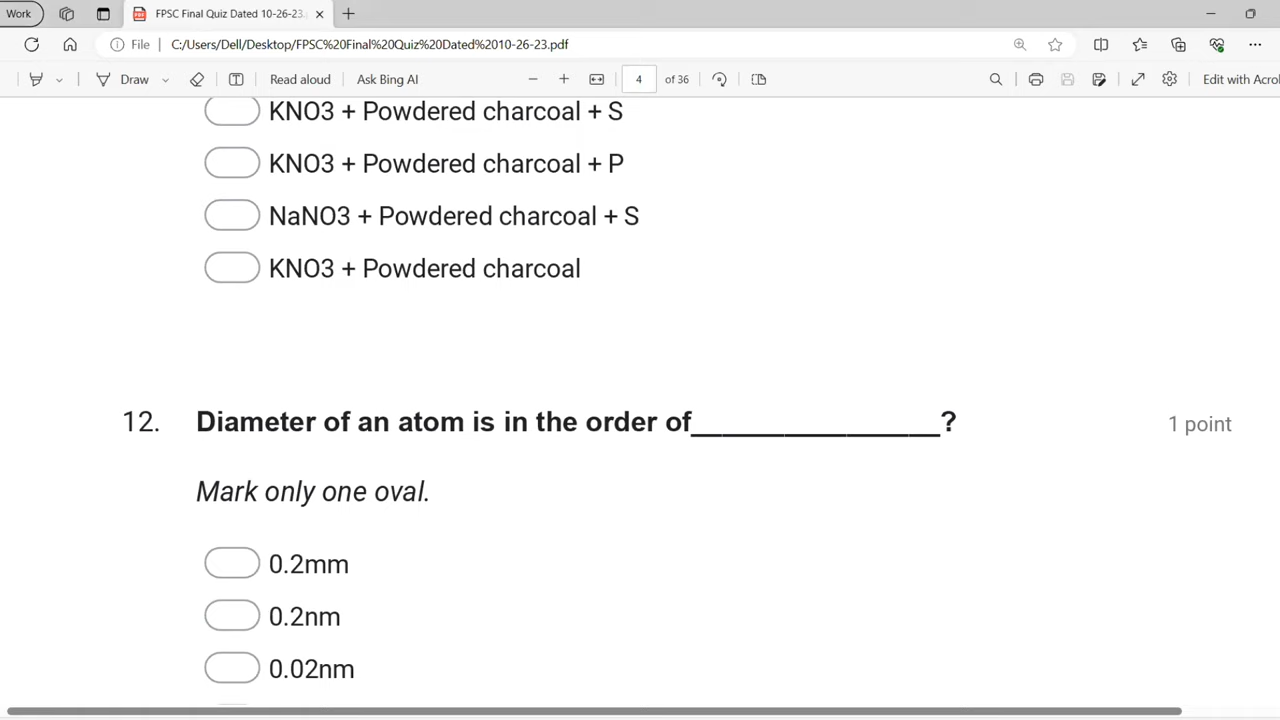 Work
FPSC Final Quiz Dated 10-26-23.
File C:/Users/Dell/Desktop/FPSC%20Final%20Quiz%20Dated%2010-26-23.pdf
Draw Read aloud Ask Bing AI 4 of 36 Edit with Acrol
KNO3 + Powdered charcoal + S
KNO3 + Powdered charcoal + P
NaNO3 + Powdered charcoal + S
KNO3 + Powdered charcoal
12. Diameter of an atom is in the order of________________? 1 point
Mark only one oval.
0.2mm
0.2nm
0.02nm